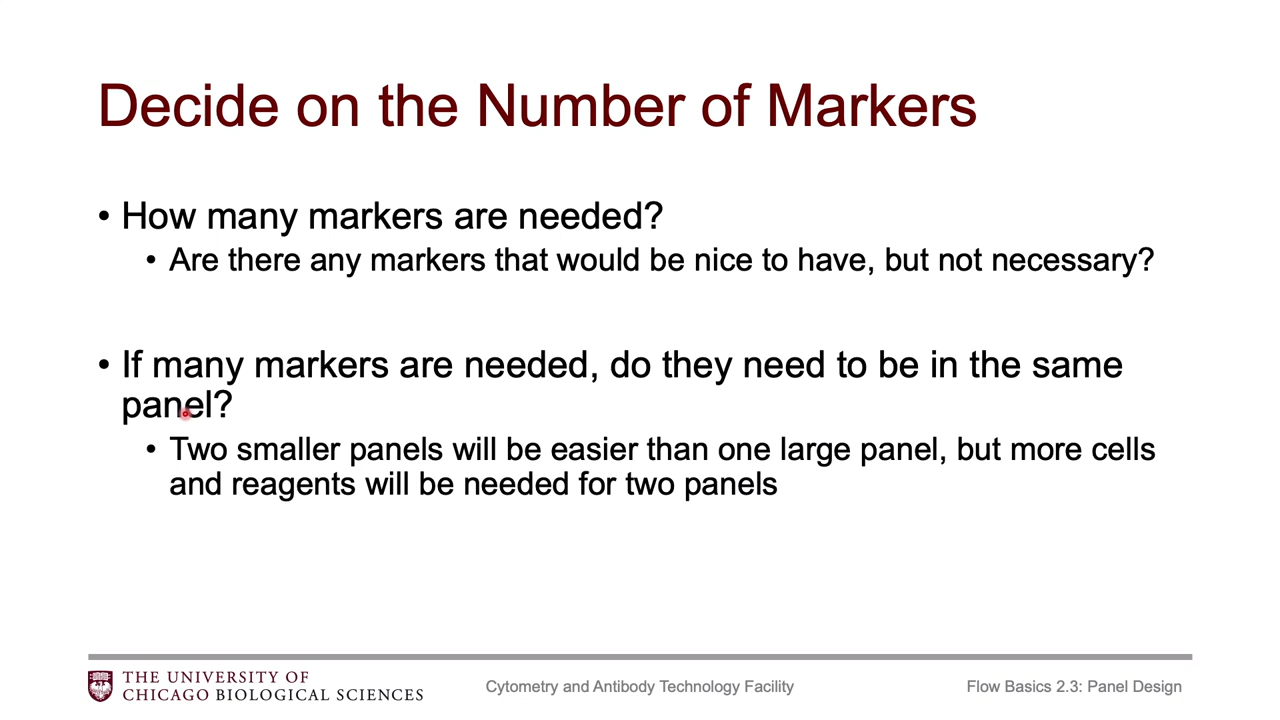 Decide on the Number of Markers
• How many markers are needed?
• Are there any markers that would be nice to have, but not necessary?
• If many markers are needed, do they need to be in the same
panel?
• Two smaller panels will be easier than one large panel, but more cells
and reagents will be needed for two panels
THE UNIVERSITY OF
CHICAGO BIOLOGICAL SCIENCES
Cytometry and Antibody Technology Facility
Flow Basics 2.3: Panel Design